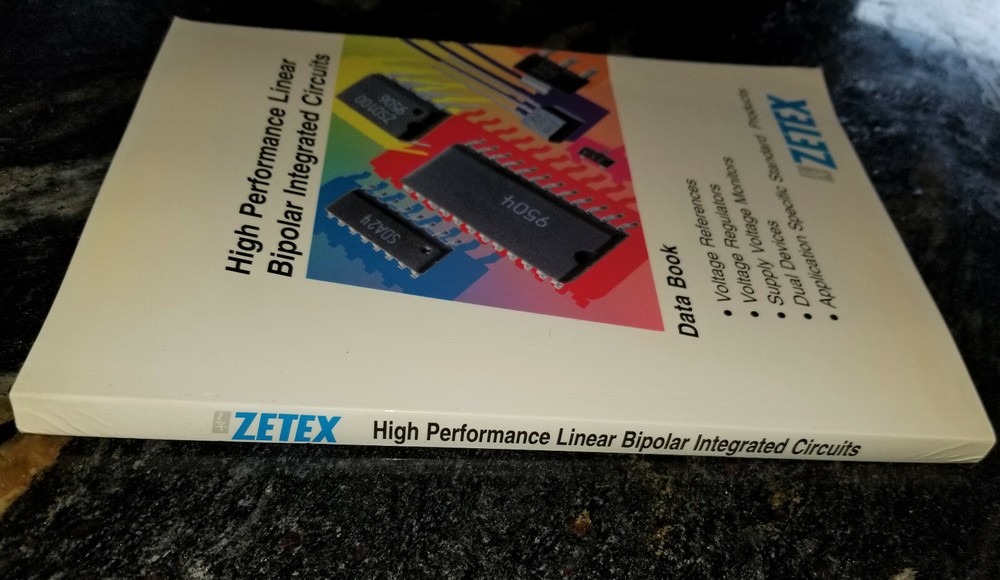 High Performance Linear
Bipolar Integrated Circuits
9504
SDA24
Data Book
• Voltage References
• Voltage Regulators
• Supply Voltage Monitors
• Dual Devices
• Application Specific Standard Products
ZETEX
ZETEX High Performance Linear Bipolar Integrated Circuits